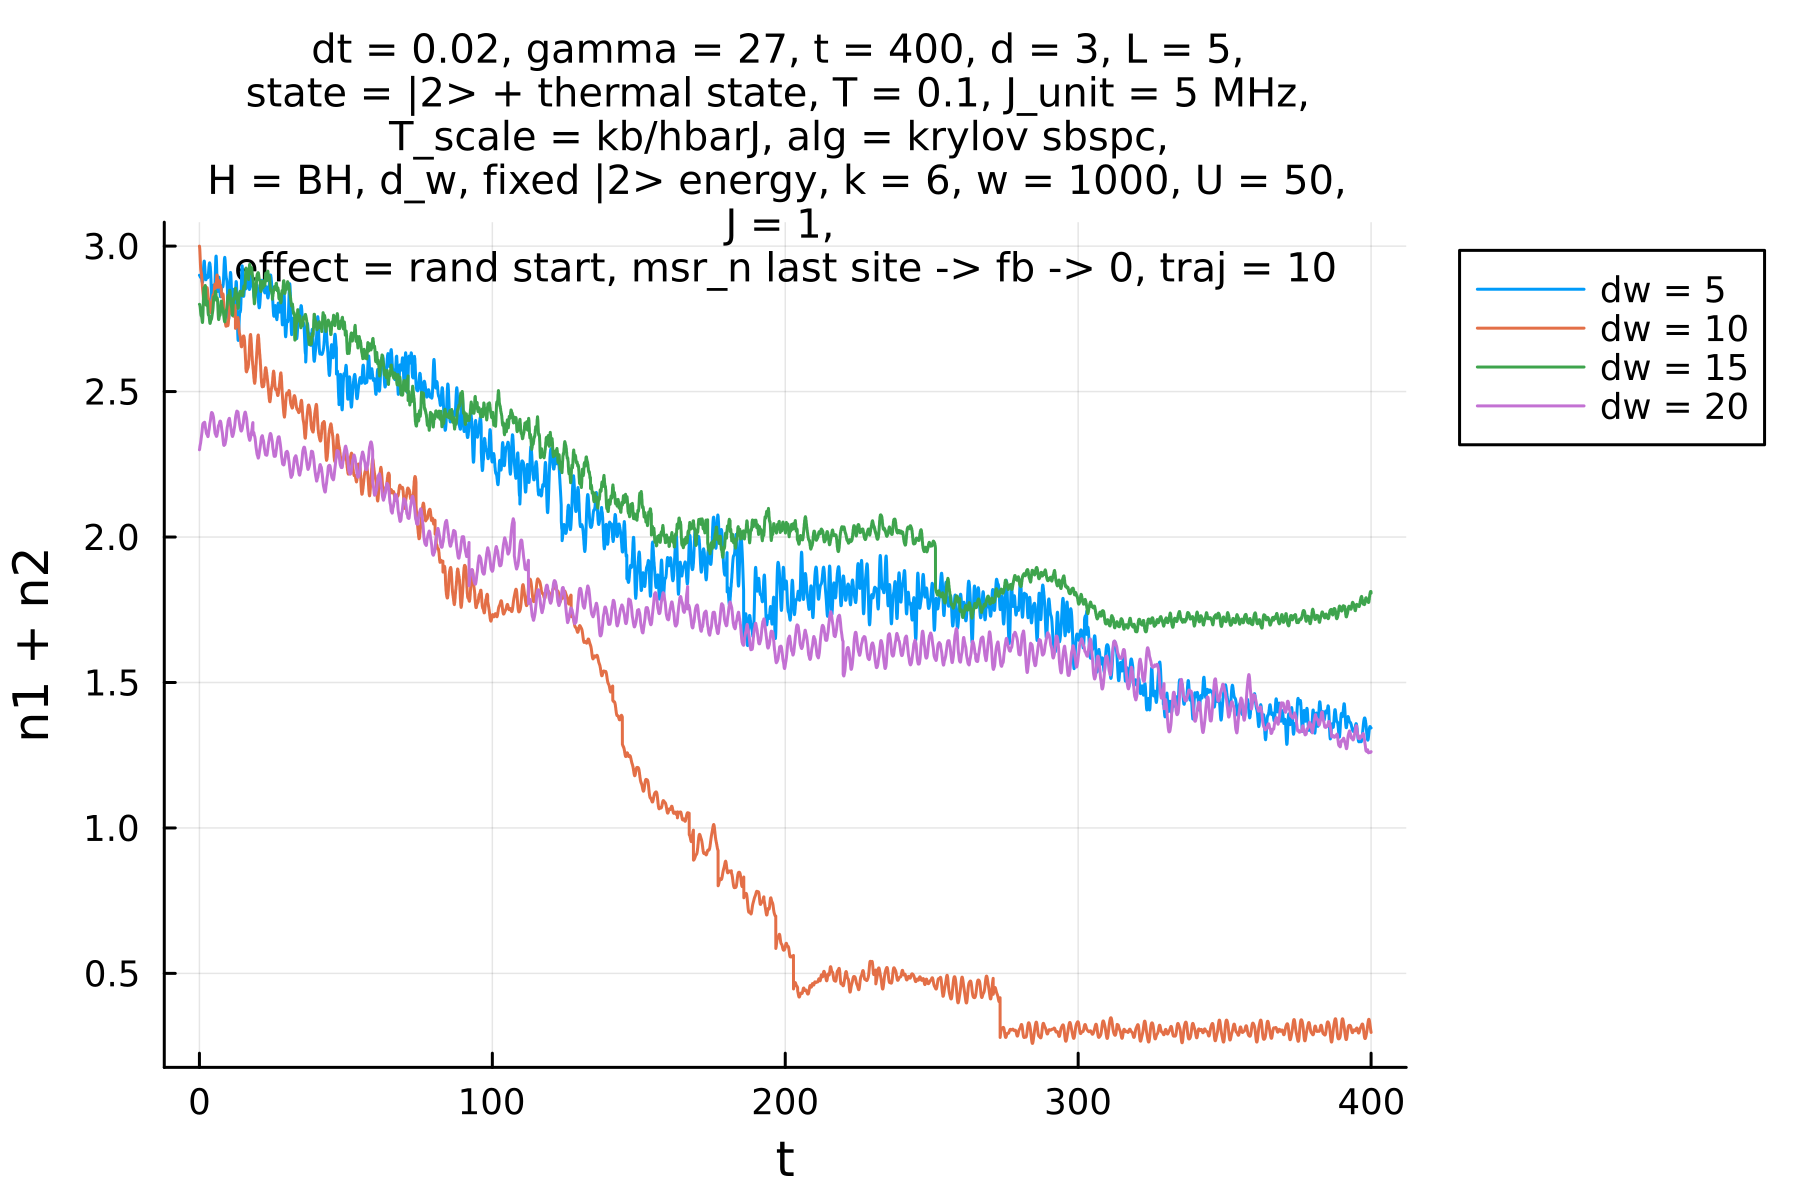 dt = 0.02, gamma = 27, t = 400, d = 3, L = 5,
state = |2> + thermal state, T = 0.1, J_unit = 5 MHz,
T_scale = kb/hbarJ, alg = krylov sbspc,
H = BH, d_w, fixed |2> energy, k = 6, w = 1000, U = 50,
J = 1,
effect = rand start, msr_n last site -> fb -> 0, traj = 10
3.0
2.5
2.0
1.5
1.0
0.5
n1 + n2
0 100 200 300 400
t
dw = 5
dw = 10
dw = 15
dw = 20